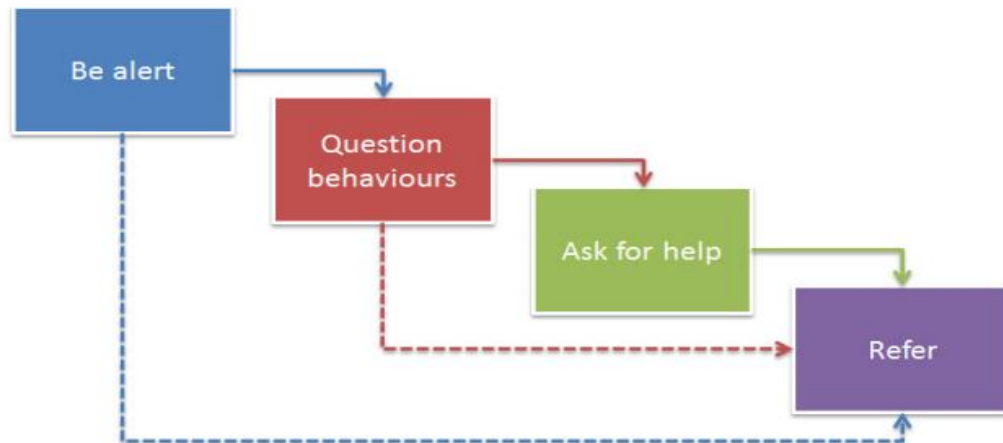 Be alert
Question
behaviours
Ask for help
Refer